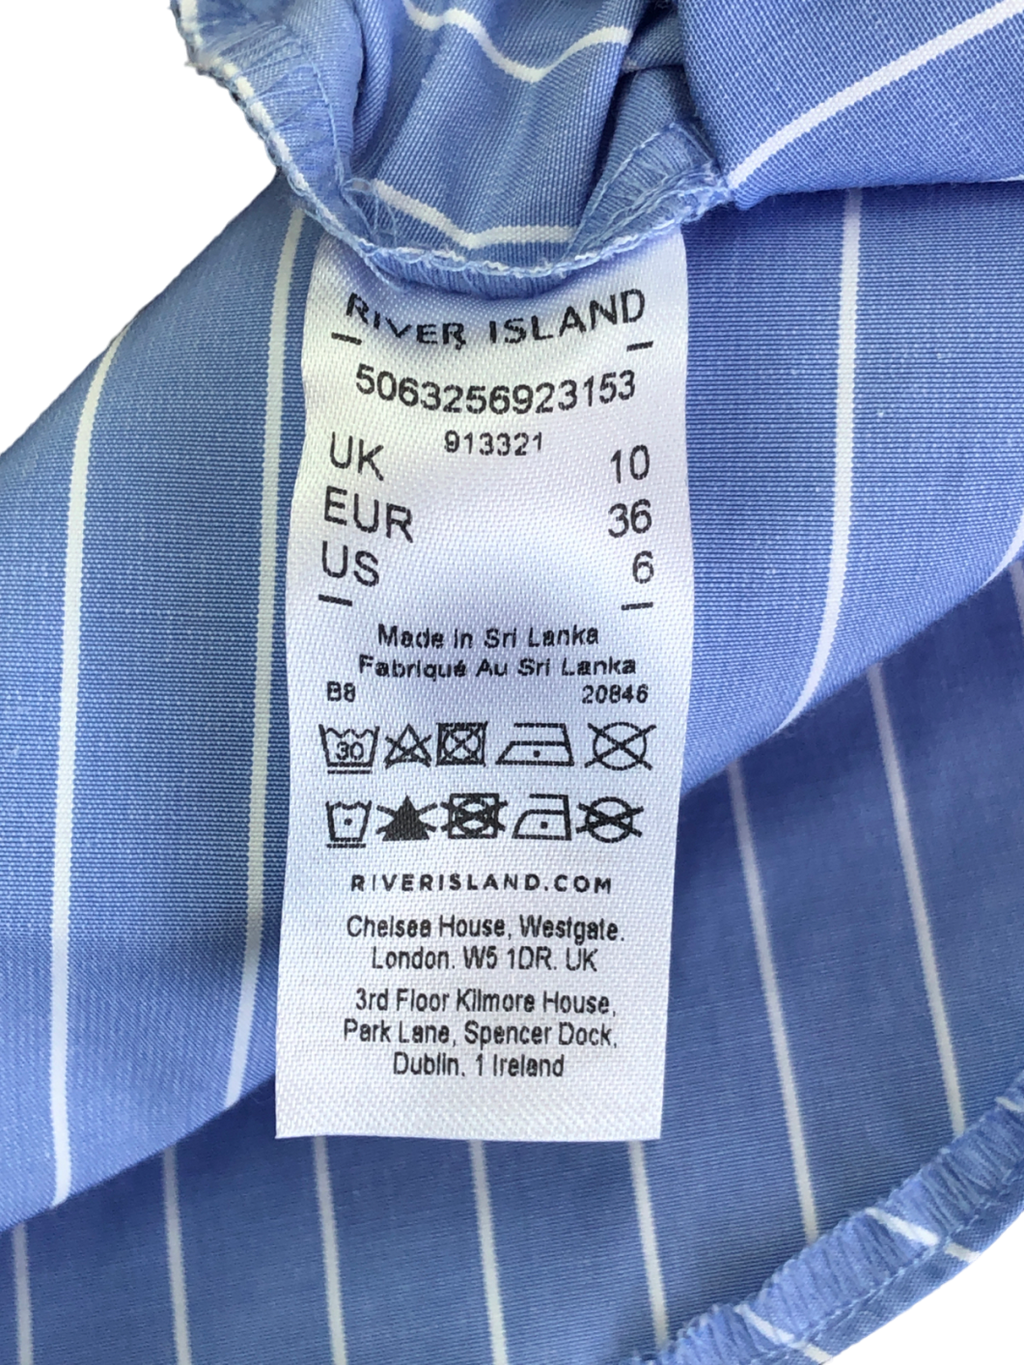 RIVER ISLAND
5063256923153
913321
UK 10
EUR 36
US 6
Made in Sri Lanka
Fabriqué Au Sri Lanka
B8 20846
30
RIVERISLAND.COM
Chelsea House, Westgate.
London. W5 1DR. UK
3rd Floor Kilmore House,
Park Lane, Spencer Dock,
Dublin, 1 Ireland